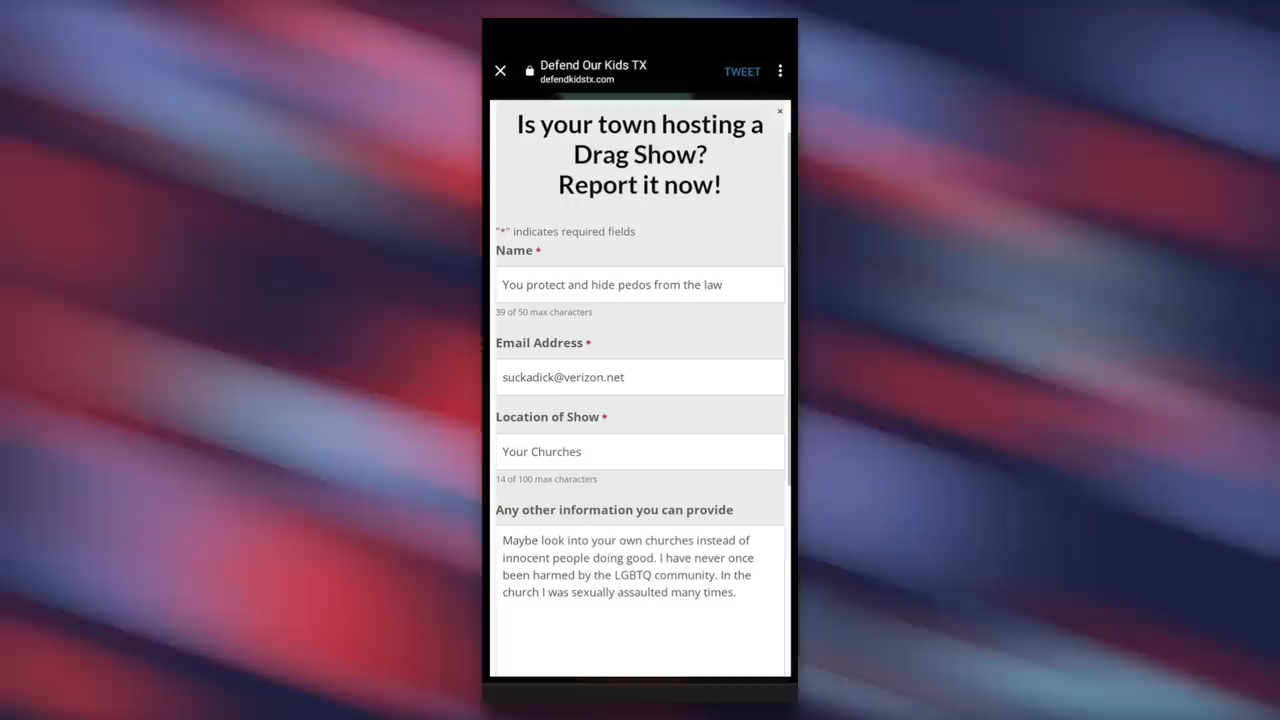 Defend Our Kids TX
defendkidstx.com
TWEET
Is your town hosting a
Drag Show?
Report it now!
"*" indicates required fields
Name *
You protect and hide pedos from the law
39 of 50 max characters
Email Address *
suckadick@verizon.net
Location of Show *
Your Churches
14 of 100 max characters
Any other information you can provide
Maybe look into your own churches instead of
innocent people doing good. I have never once
been harmed by the LGBTQ community. In the
church I was sexually assaulted many times.